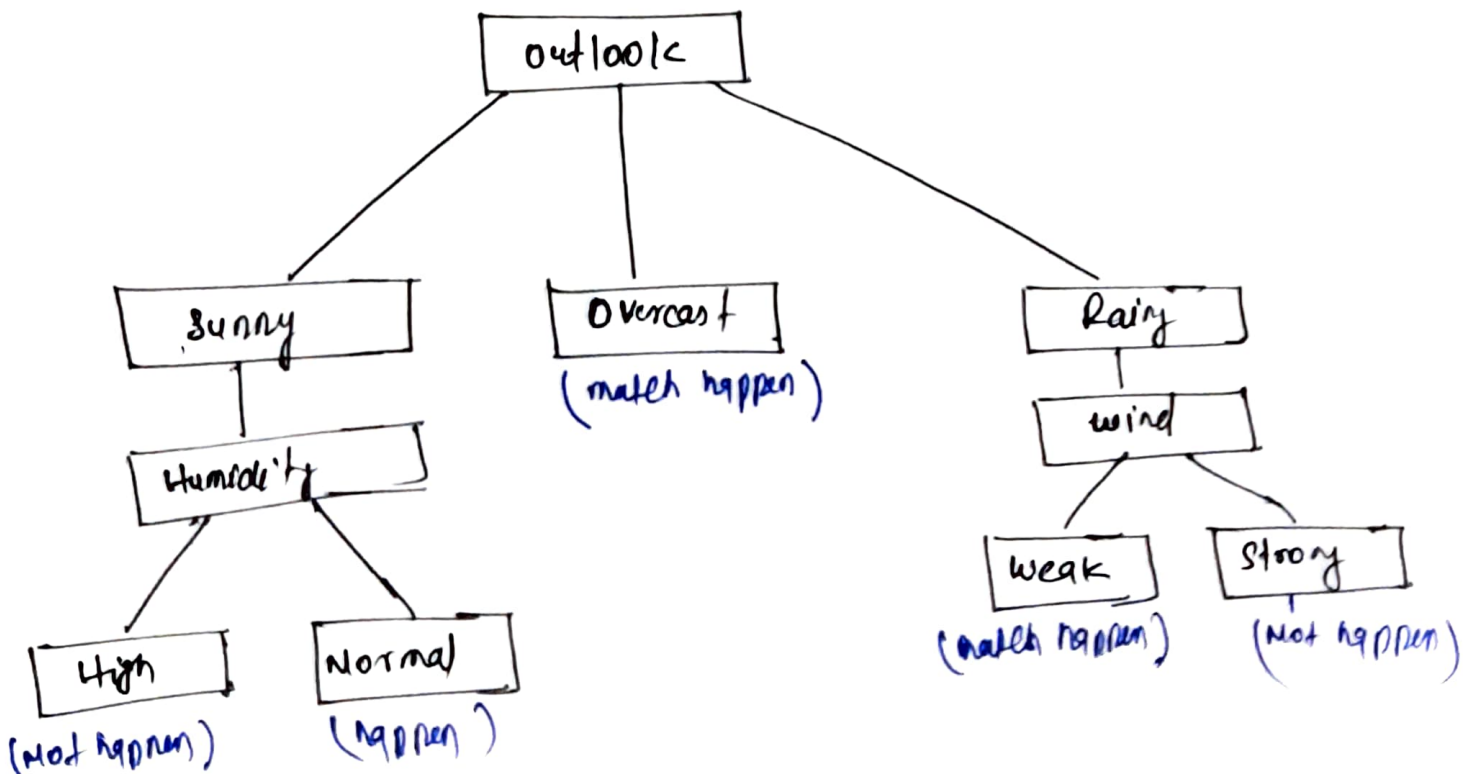 outlook
Sunny
Overcast
Rainy
(match happen)
wind
Humidity
Weak
Strong
(match happen)
(Not happen)
High
Normal
(Not happen)
(happen)